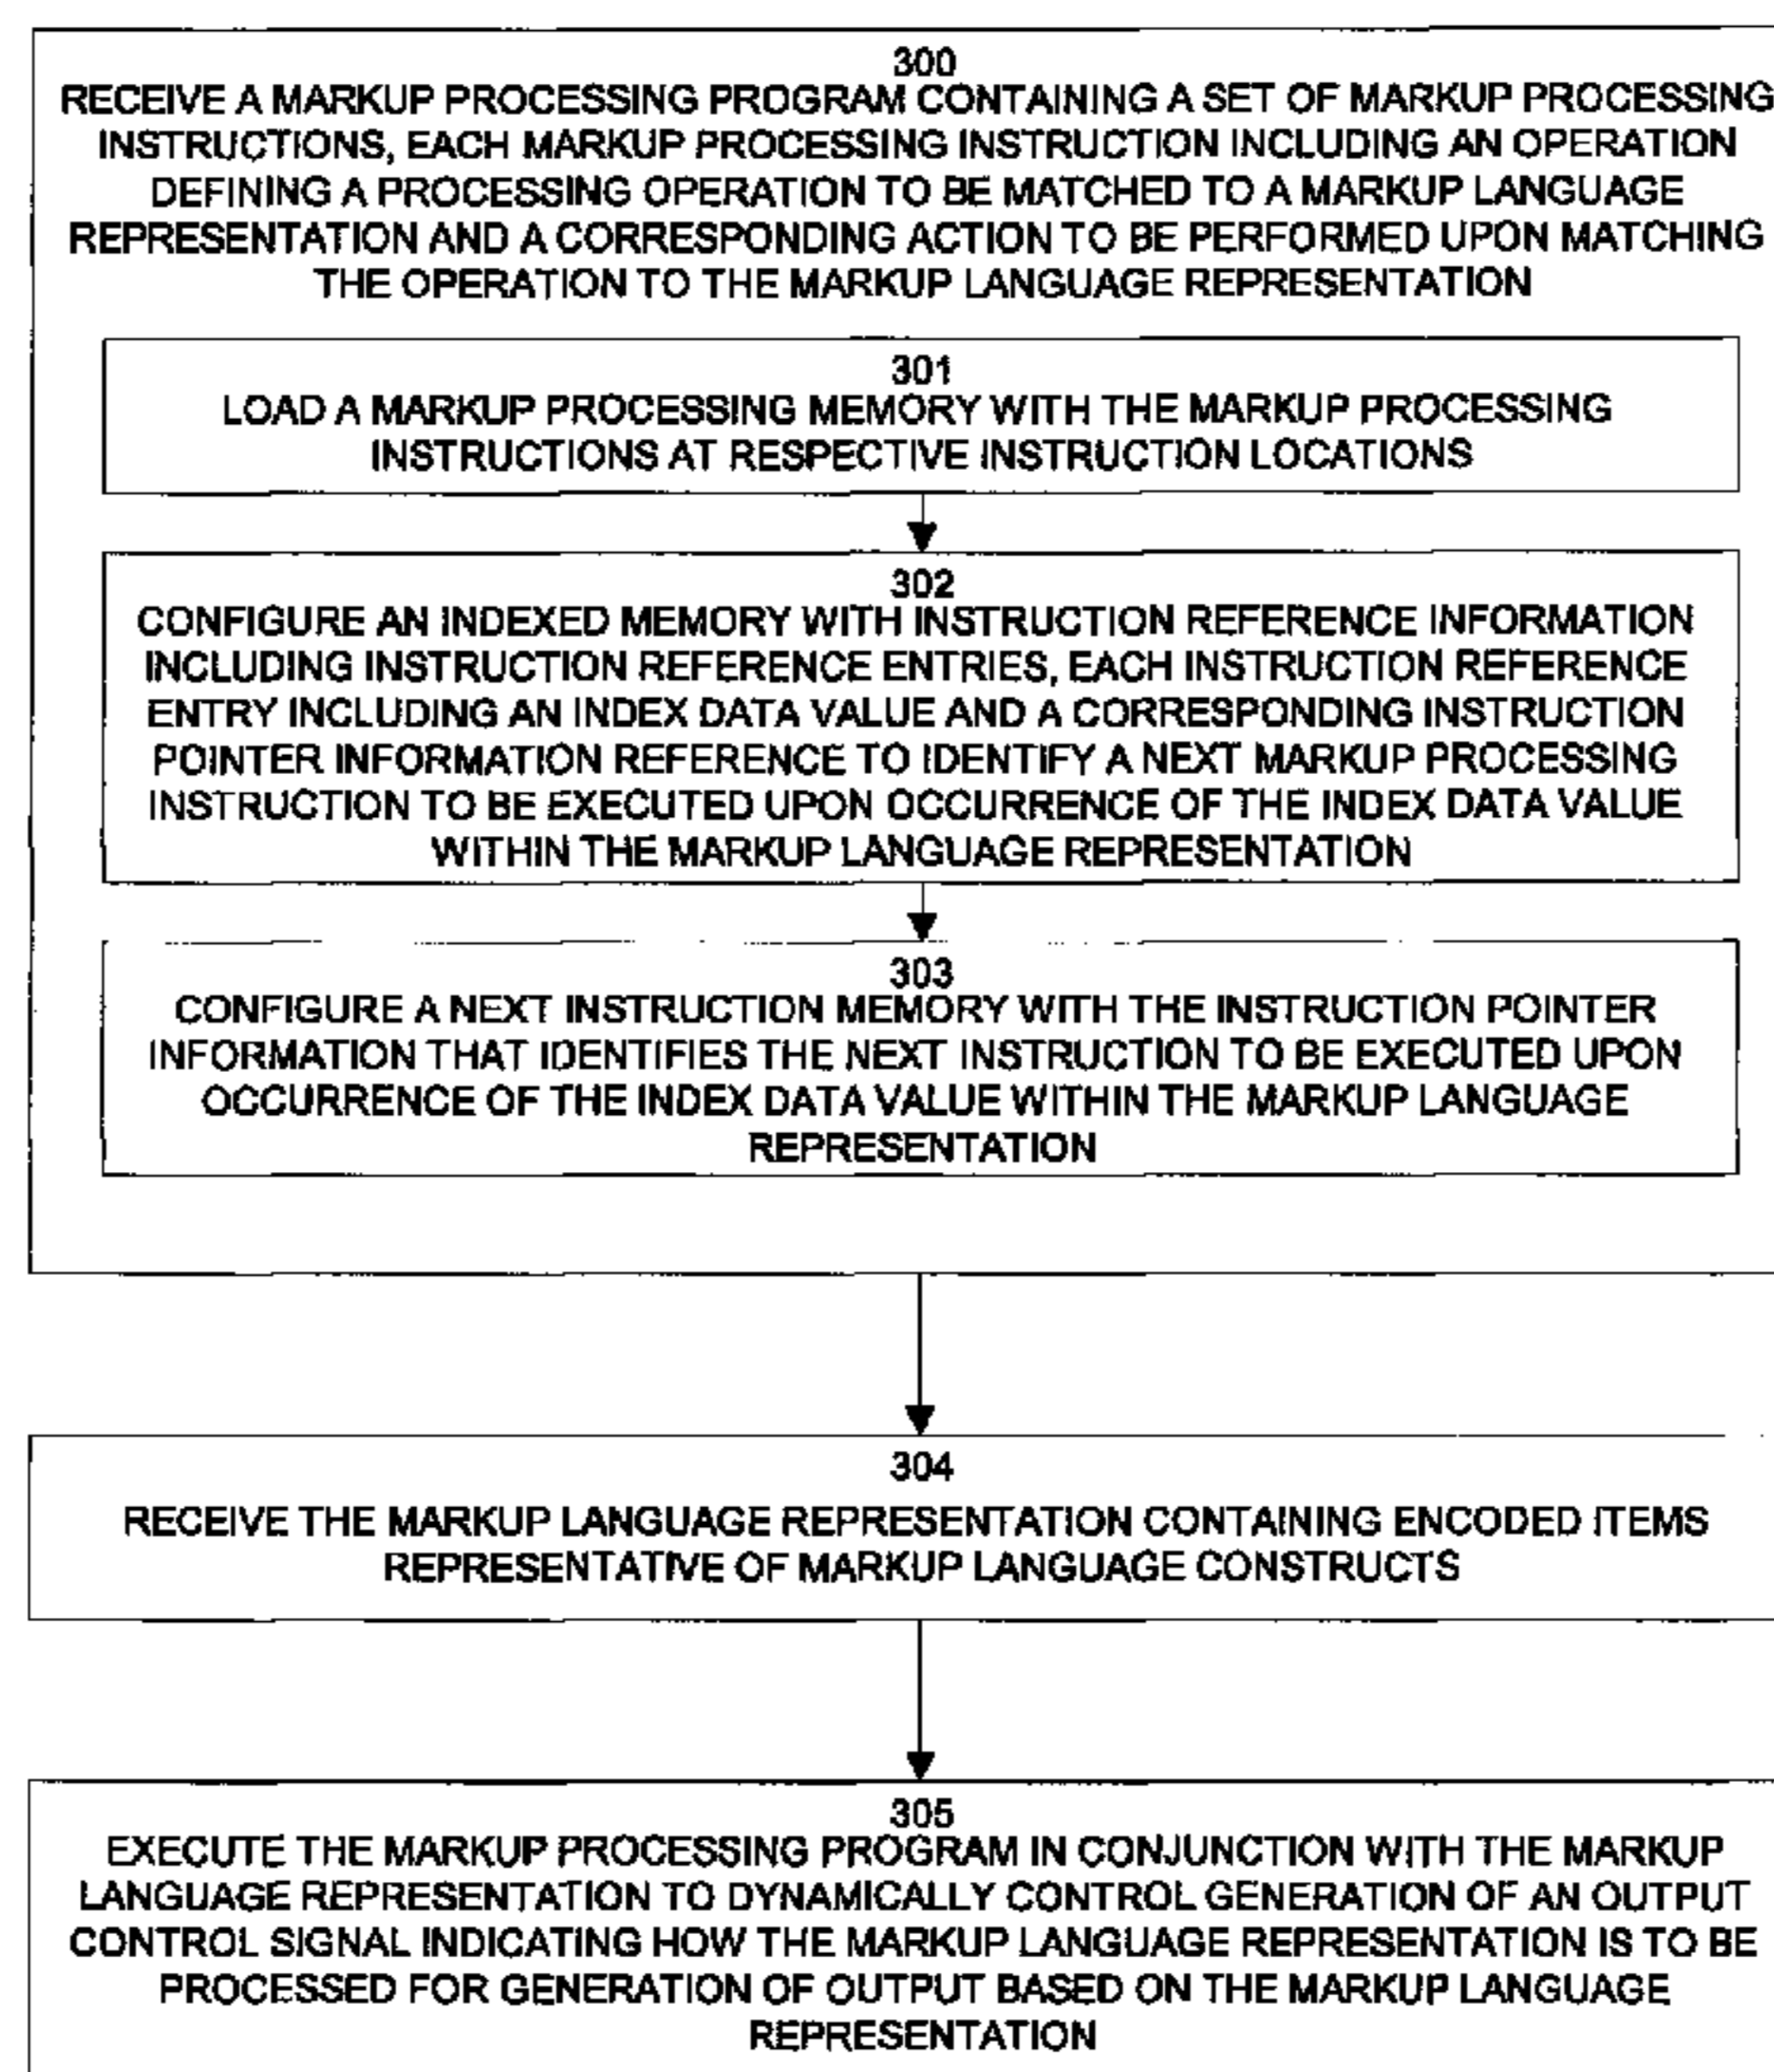 300
RECEIVE A MARKUP PROCESSING PROGRAM CONTAINING A SET OF MARKUP PROCESSING
INSTRUCTIONS, EACH MARKUP PROCESSING INSTRUCTION INCLUDING AN OPERATION
DEFINING A PROCESSING OPERATION TO BE MATCHED TO A MARKUP LANGUAGE
REPRESENTATION AND A CORRESPONDING ACTION TO BE PERFORMED UPON MATCHING
THE OPERATION TO THE MARKUP LANGUAGE REPRESENTATION
301
LOAD A MARKUP PROCESSING MEMORY WITH THE MARKUP PROCESSING
INSTRUCTIONS AT RESPECTIVE INSTRUCTION LOCATIONS
302
CONFIGURE AN INDEXED MEMORY WITH INSTRUCTION REFERENCE INFORMATION
INCLUDING INSTRUCTION REFERENCE ENTRIES, EACH INSTRUCTION REFERENCE
ENTRY INCLUDING AN INDEX DATA VALUE AND A CORRESPONDING INSTRUCTION
POINTER INFORMATION REFERENCE TO IDENTIFY A NEXT MARKUP PROCESSING
INSTRUCTION TO BE EXECUTED UPON OCCURRENCE OF THE INDEX DATA VALUE
WITHIN THE MARKUP LANGUAGE REPRESENTATION
303
CONFIGURE A NEXT INSTRUCTION MEMORY WITH THE INSTRUCTION POINTER
INFORMATION THAT IDENTIFIES THE NEXT INSTRUCTION TO BE EXECUTED UPON
OCCURRENCE OF THE INDEX DATA VALUE WITHIN THE MARKUP LANGUAGE
REPRESENTATION
304
RECEIVE THE MARKUP LANGUAGE REPRESENTATION CONTAINING ENCODED ITEMS
REPRESENTATIVE OF MARKUP LANGUAGE CONSTRUCTS
305
EXECUTE THE MARKUP PROCESSING PROGRAM IN CONJUNCTION WITH THE MARKUP
LANGUAGE REPRESENTATION TO DYNAMICALLY CONTROL GENERATION OF AN OUTPUT
CONTROL SIGNAL INDICATING HOW THE MARKUP LANGUAGE REPRESENTATION IS TO BE
PROCESSED FOR GENERATION OF OUTPUT BASED ON THE MARKUP LANGUAGE
REPRESENTATION